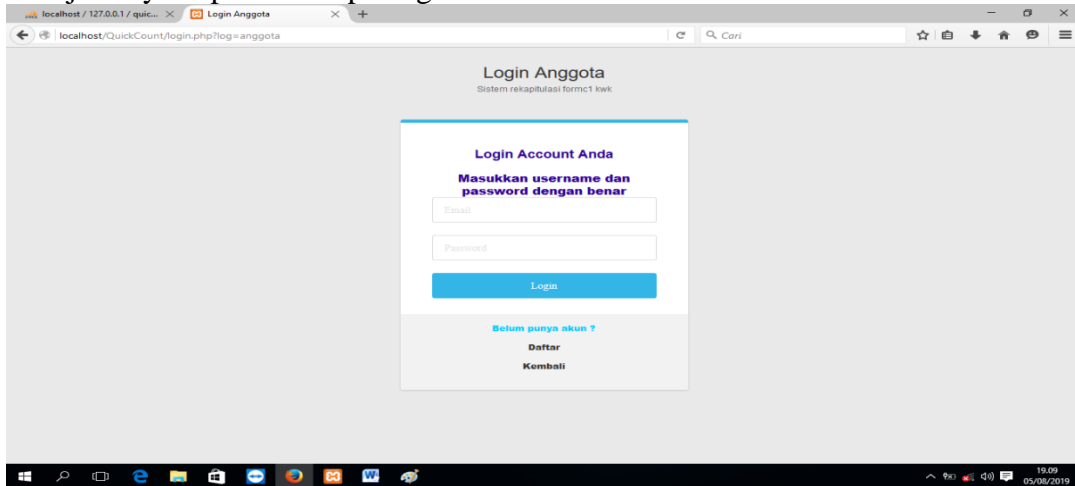 localhost / 127.0.0.1 / quic...
Login Anggota
localhost/QuickCount/login.php?log=anggota
Cari
Login Anggota
Sistem rekapitulasi formc1 kwk
Login Account Anda
Masukkan username dan
password dengan benar
Email
Password
Login
Belum punya akun ?
Daftar
Kembali
19.09
05/08/2019